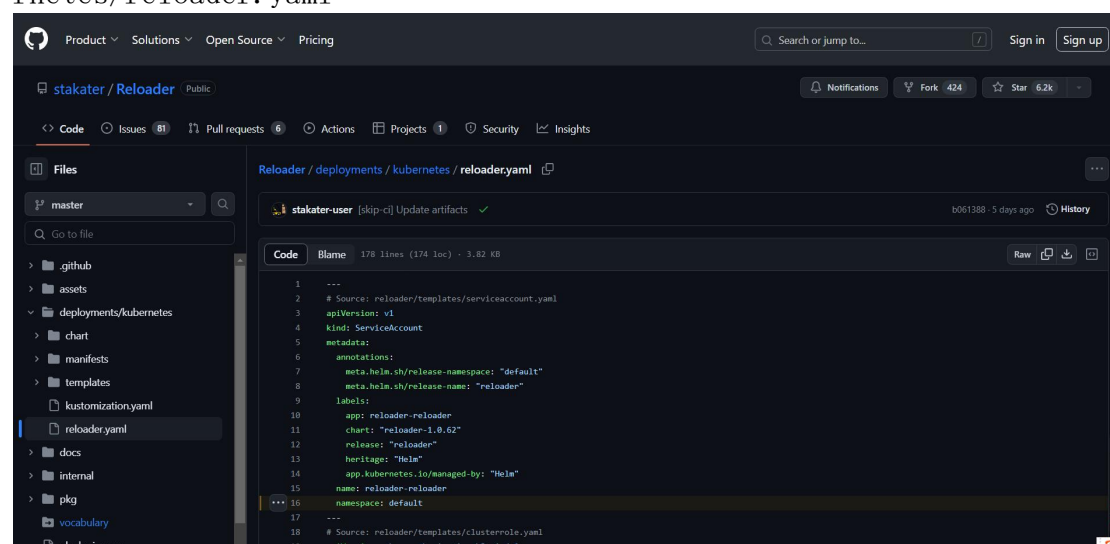 rnetes/reloader.yaml
Product Solutions Open Source Pricing Search or jump to... / Sign in Sign up
stakater / Reloader Public Notifications Fork 424 Star 6.2k
Code Issues 81 Pull requests 6 Actions Projects 1 Security Insights
Files
master
Go to file
.github
assets
deployments/kubernetes
chart
manifests
templates
kustomization.yaml
reloader.yaml
docs
internal
pkg
vocabulary
Reloader / deployments / kubernetes / reloader.yaml
stakater-user [skip-ci] Update artifacts b061388 · 5 days ago History
Code Blame 178 lines (174 loc) · 3.82 KB Raw
1 ---
2 # Source: reloader/templates/serviceaccount.yaml
3 apiVersion: v1
4 kind: ServiceAccount
5 metadata:
6 annotations:
7 meta.helm.sh/release-namespace: "default"
8 meta.helm.sh/release-name: "reloader"
9 labels:
10 app: reloader-reloader
11 chart: "reloader-1.0.62"
12 release: "reloader"
13 heritage: "Helm"
14 app.kubernetes.io/managed-by: "Helm"
15 name: reloader-reloader
16 namespace: default
17 ---
18 # Source: reloader/templates/clusterrole.yaml